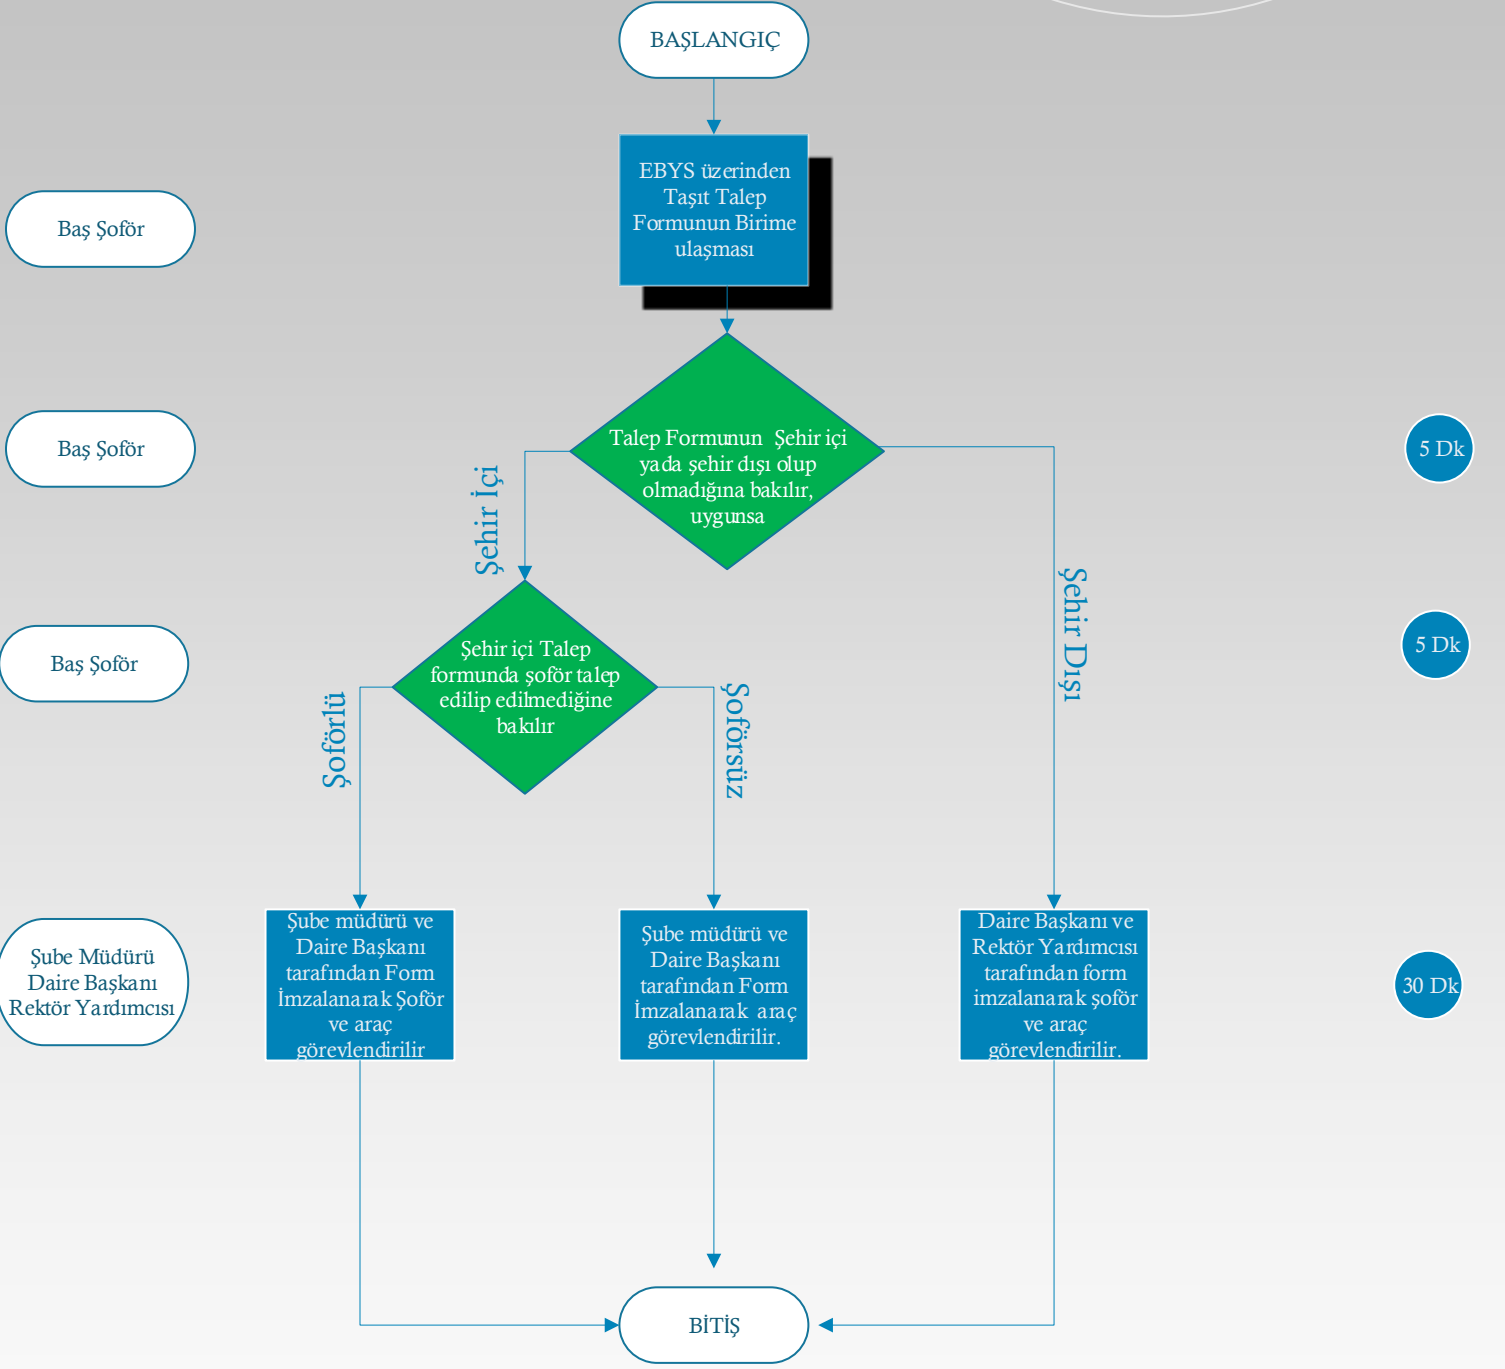 BAŞLANGIÇ
Baş Şoför
EBYS üzerinden
Taşıt Talep
Formunun Birime
ulaşması
Baş Şoför
Talep Formunun Şehir içi
yada şehir dışı olup
olmadığına bakılır,
uygunsa
5 Dk
Şehir İçi
Şehir Dışı
Baş Şoför
Şehir içi Talep
formunda şoför talep
edilip edilmediğine
bakılır
5 Dk
Şoförlü
Şoförsüz
Şube Müdürü
Daire Başkanı
Rektör Yardımcısı
Şube müdürü ve
Daire Başkanı
tarafından Form
İmzalanarak Şoför
ve araç
görevlendirilir
Şube müdürü ve
Daire Başkanı
tarafından Form
İmzalanarak araç
görevlendirilir.
Daire Başkanı ve
Rektör Yardımcısı
tarafından form
imzalanarak şoför
ve araç
görevlendirilir.
30 Dk
BİTİŞ